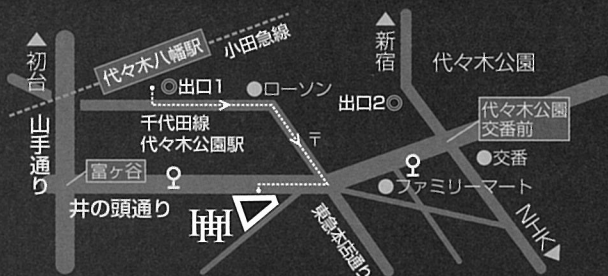 初台
代々木八幡駅
小田急線
新宿
代々木公園
出口1
ローソン
出口2
代々木公園
交番前
千代田線
代々木公園駅
〒
山手通り
富ヶ谷
交番
ファミリーマート
井の頭通り
東急本店通り
NHK